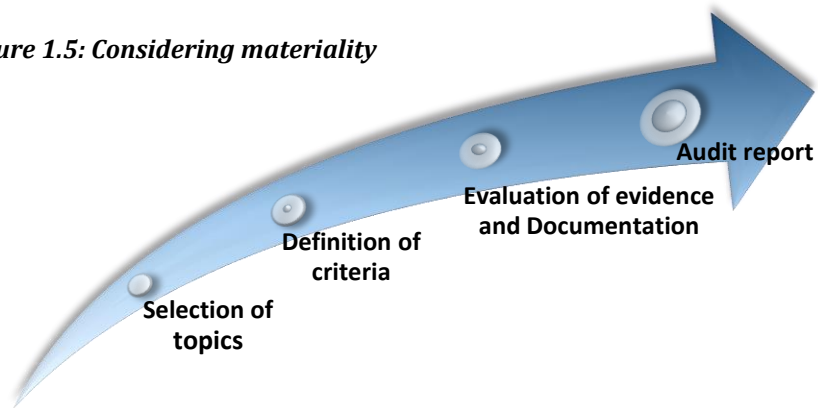 ure 1.5: Considering materiality
Audit report
Evaluation of evidence
and Documentation
Definition of
criteria
Selection of
topics